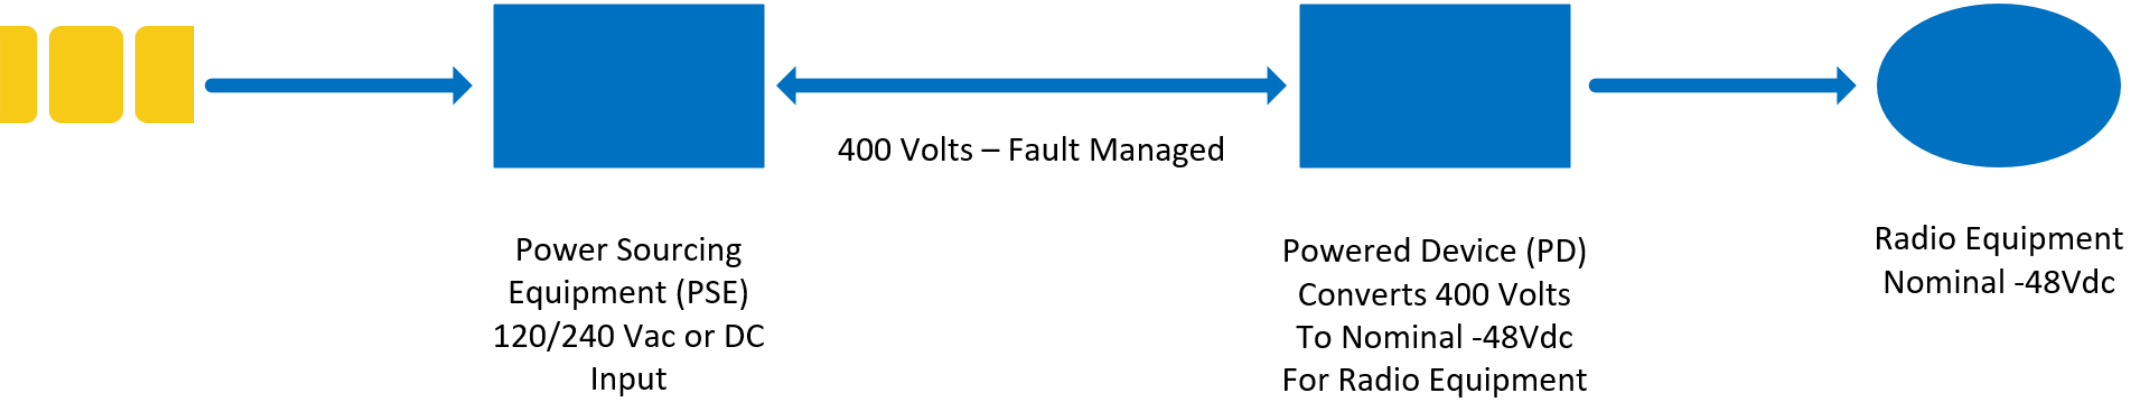 400 Volts – Fault Managed
Power Sourcing
Equipment (PSE)
120/240 Vac or DC
Input
Powered Device (PD)
Converts 400 Volts
To Nominal -48Vdc
For Radio Equipment
Radio Equipment
Nominal -48Vdc